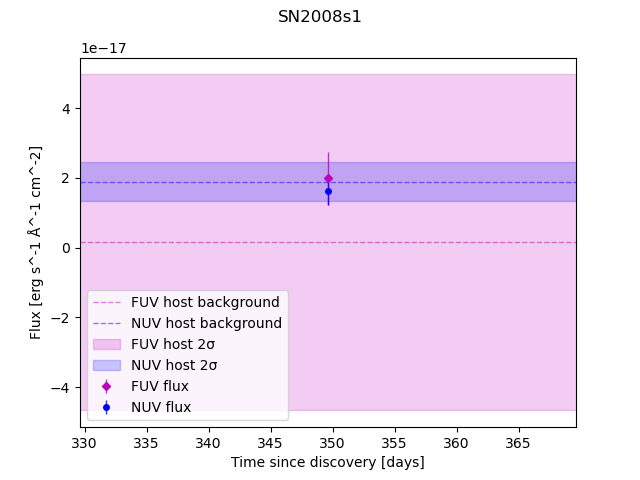 SN2008s1
1e−17
4
2
0
−2
−4
Flux [erg s^-1 Å^-1 cm^-2]
FUV host background
NUV host background
FUV host 2σ
NUV host 2σ
FUV flux
NUV flux
330 335 340 345 350 355 360 365
Time since discovery [days]